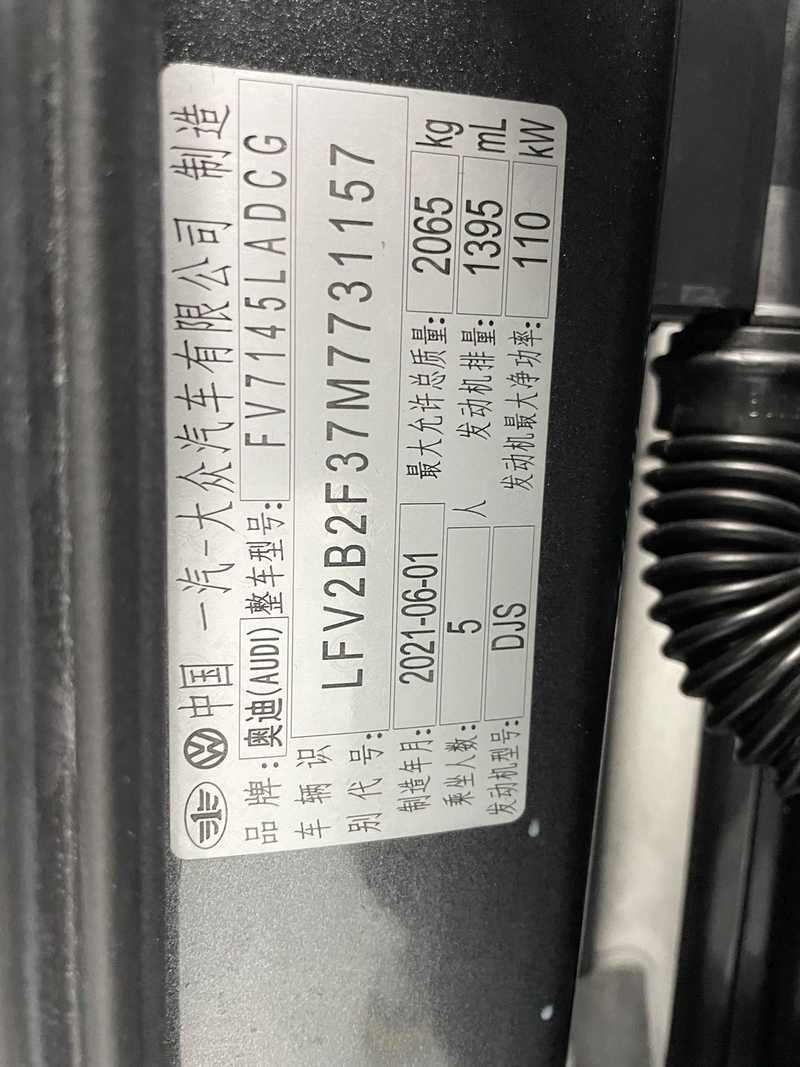 中国 一汽-大众汽车有限公司 制造
品牌: 奥迪(AUDI) 整车型号: FV7145LADCG
车辆识别代号: LFV2B2F37M7731157
制造年月: 2021-06-01 最大允许总质量: 2065 kg
乘坐人数: 5 人 发动机排量: 1395 mL
发动机型号: DJS 发动机最大净功率: 110 kW